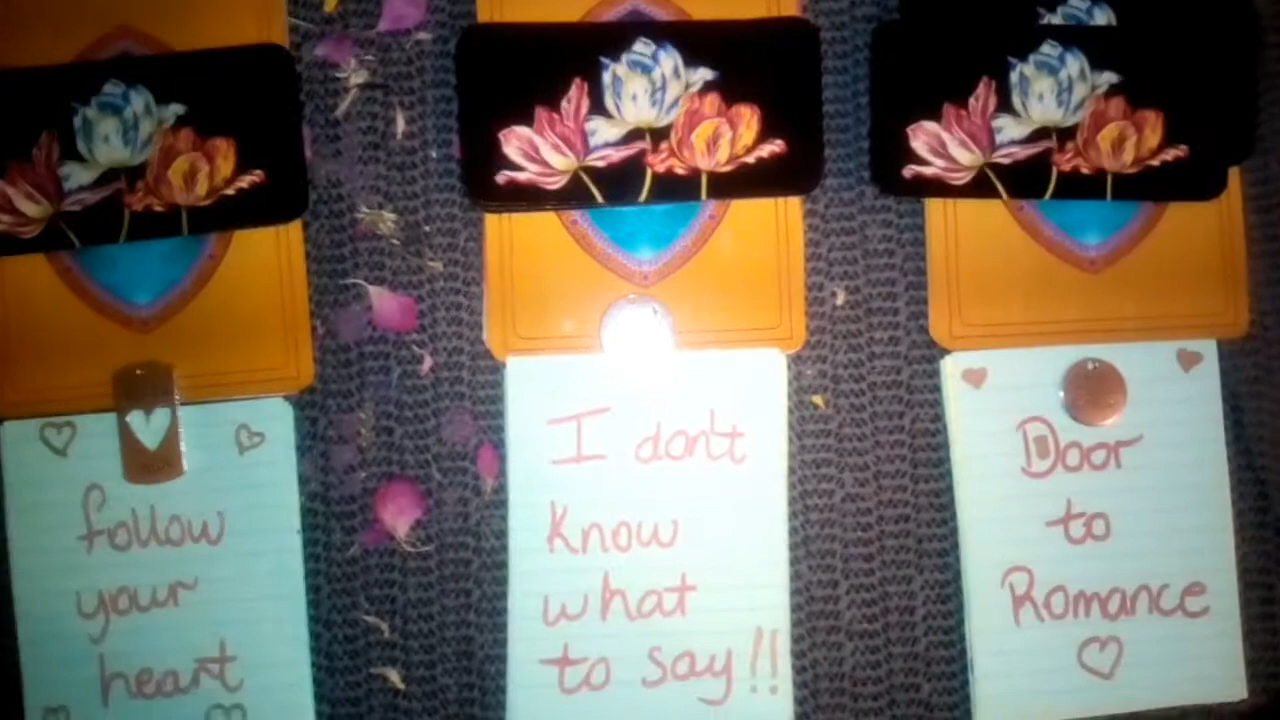 follow
your
heart
I don't
know
what
to say!!
Door
to
Romance